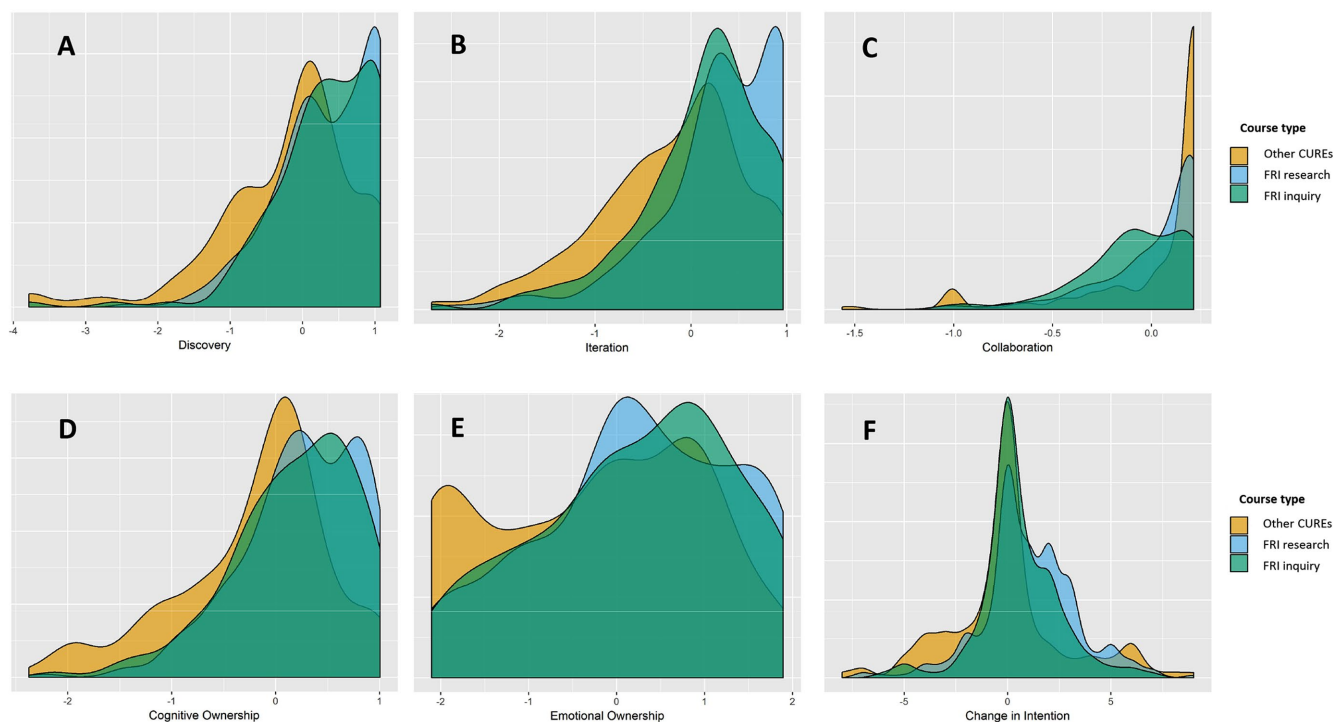 A
B
C
-4 -3 -2 -1 0 1
Discovery
-2 -1 0 1
Iteration
-1.5 -1.0 -0.5 0.0
Collaboration
Course type
Other CUREs
FRI research
FRI inquiry
D
E
F
-2 -1 0 1
Cognitive Ownership
-2 -1 0 1 2
Emotional Ownership
-5 0 5
Change in Intention
Course type
Other CUREs
FRI research
FRI inquiry